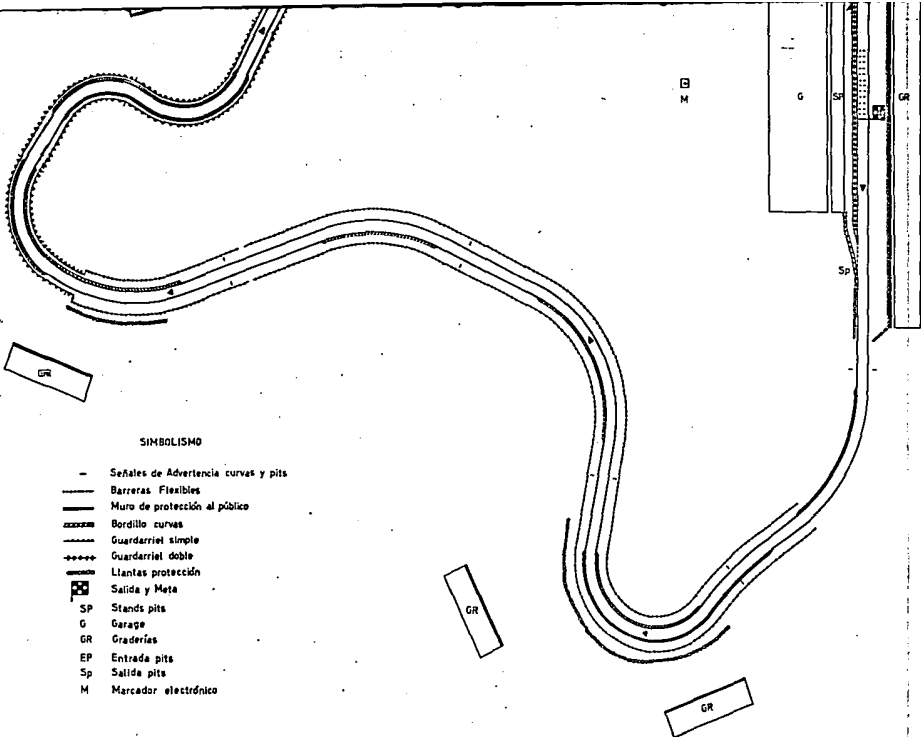 M
G
SP
GR
Sp
GR
SIMBOLISMO
Señales de Advertencia curvas y pits
Barreras Flexibles
Muro de protección al público
Bordillo curvas
Guardarriel simple
Guardarriel doble
Llantas protección
Salida y Meta
SP Stands pits
G Garage
GR Graderías
EP Entrada pits
Sp Salida pits
M Marcador electrónico
GR
GR